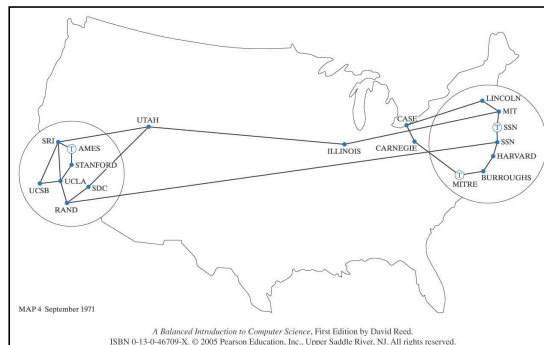 LINCOLN
CASE
MIT
UTAH
T SSN
SRI
T AMES
SSN
ILLINOIS
CARNEGIE
HARVARD
STANFORD
T
BURROUGHS
MITRE
UCLA
SDC
UCSB
RAND
MAP 4 September 1971
A Balanced Introduction to Computer Science, First Edition by David Reed.
ISBN 0-13-0-46709-X. © 2005 Pearson Education, Inc., Upper Saddle River, NJ. All rights reserved.